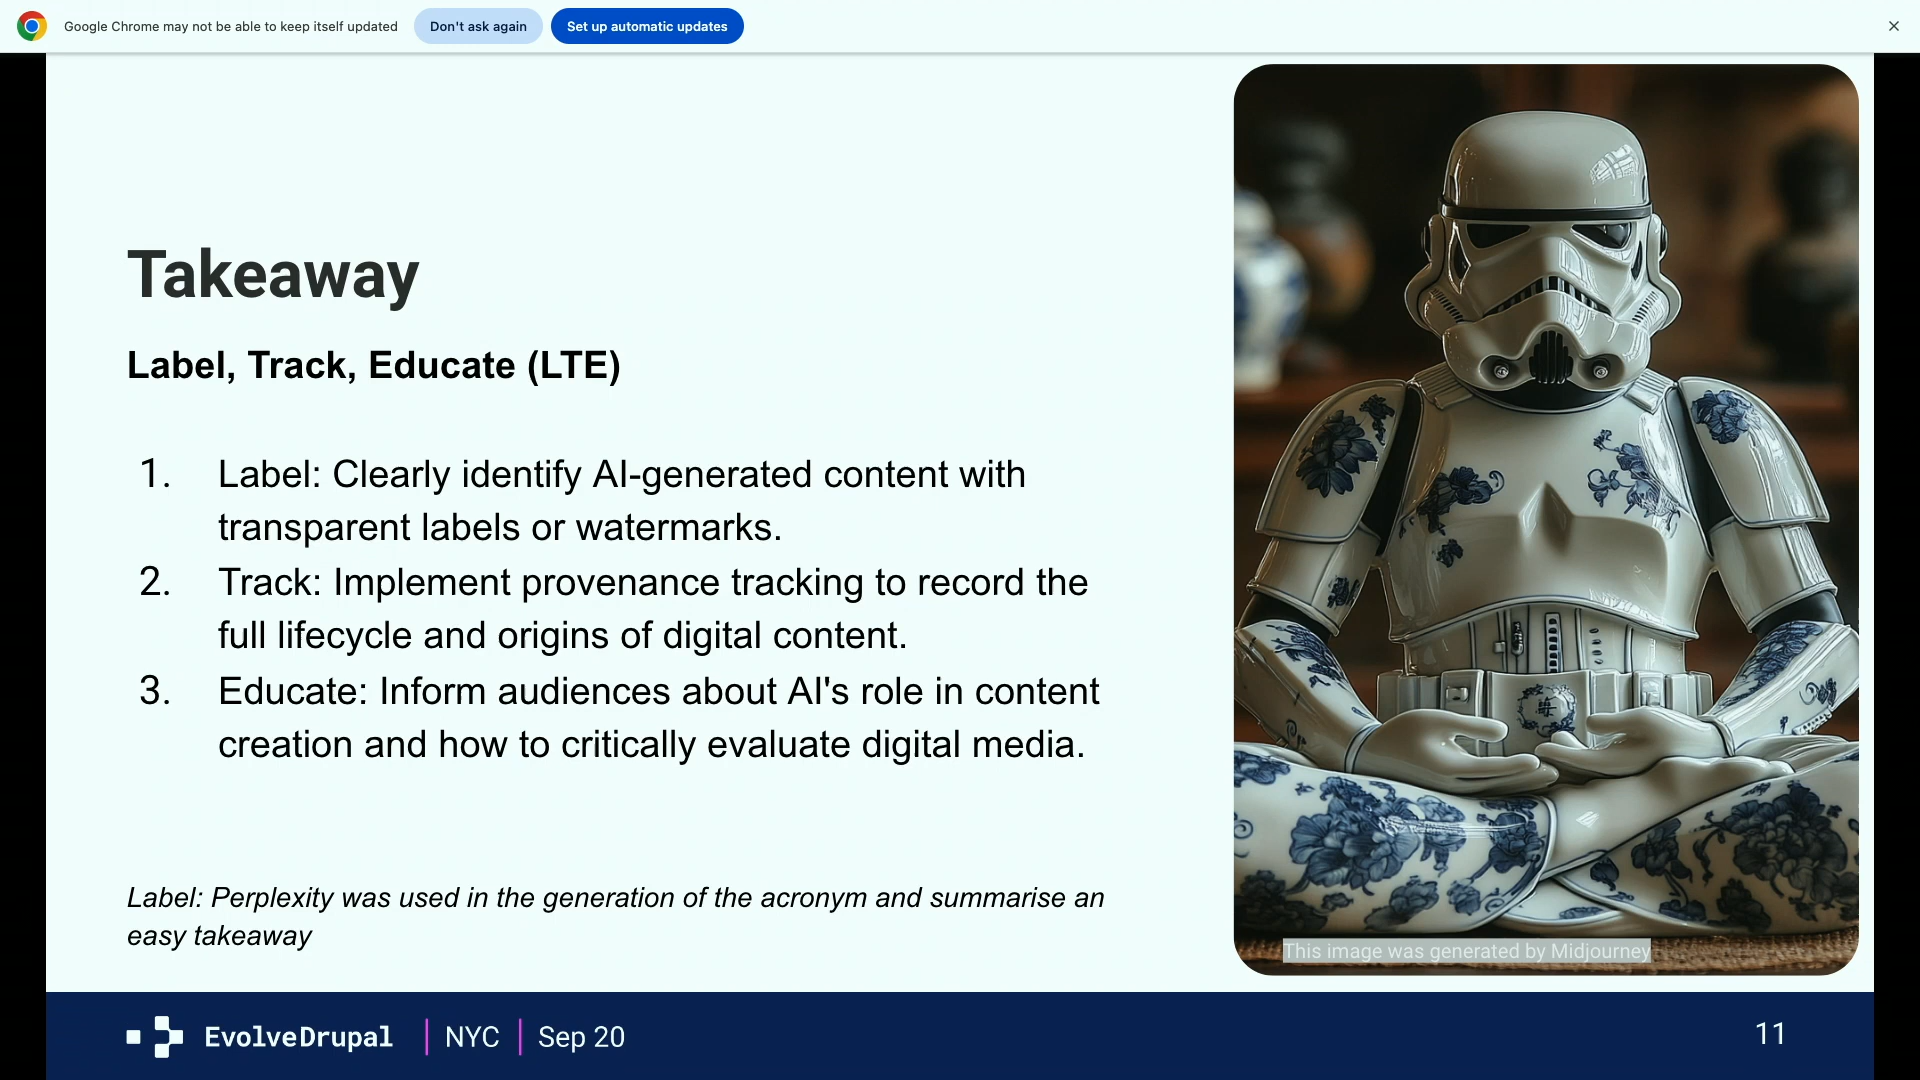 Google Chrome may not be able to keep itself updated
Don't ask again
Set up automatic updates
Takeaway
Label, Track, Educate (LTE)
1. Label: Clearly identify AI-generated content with
transparent labels or watermarks.
2. Track: Implement provenance tracking to record the
full lifecycle and origins of digital content.
3. Educate: Inform audiences about AI's role in content
creation and how to critically evaluate digital media.
Label: Perplexity was used in the generation of the acronym and summarise an
easy takeaway
This image was generated by Midjourney
EvolveDrupal | NYC | Sep 20
11